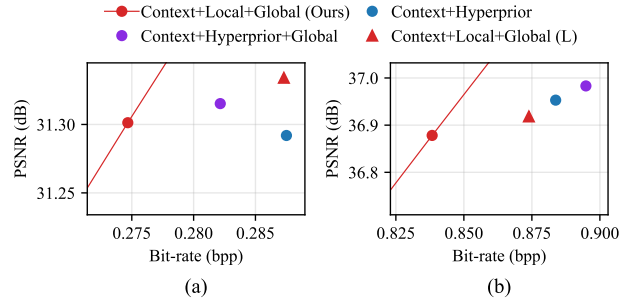 Context+Local+Global (Ours)
Context+Hyperprior
Context+Hyperprior+Global
Context+Local+Global (L)
PSNR (dB)
31.30
31.25
0.275
0.280
0.285
Bit-rate (bpp)
(a)
PSNR (dB)
37.0
36.9
36.8
0.825
0.850
0.875
0.900
Bit-rate (bpp)
(b)